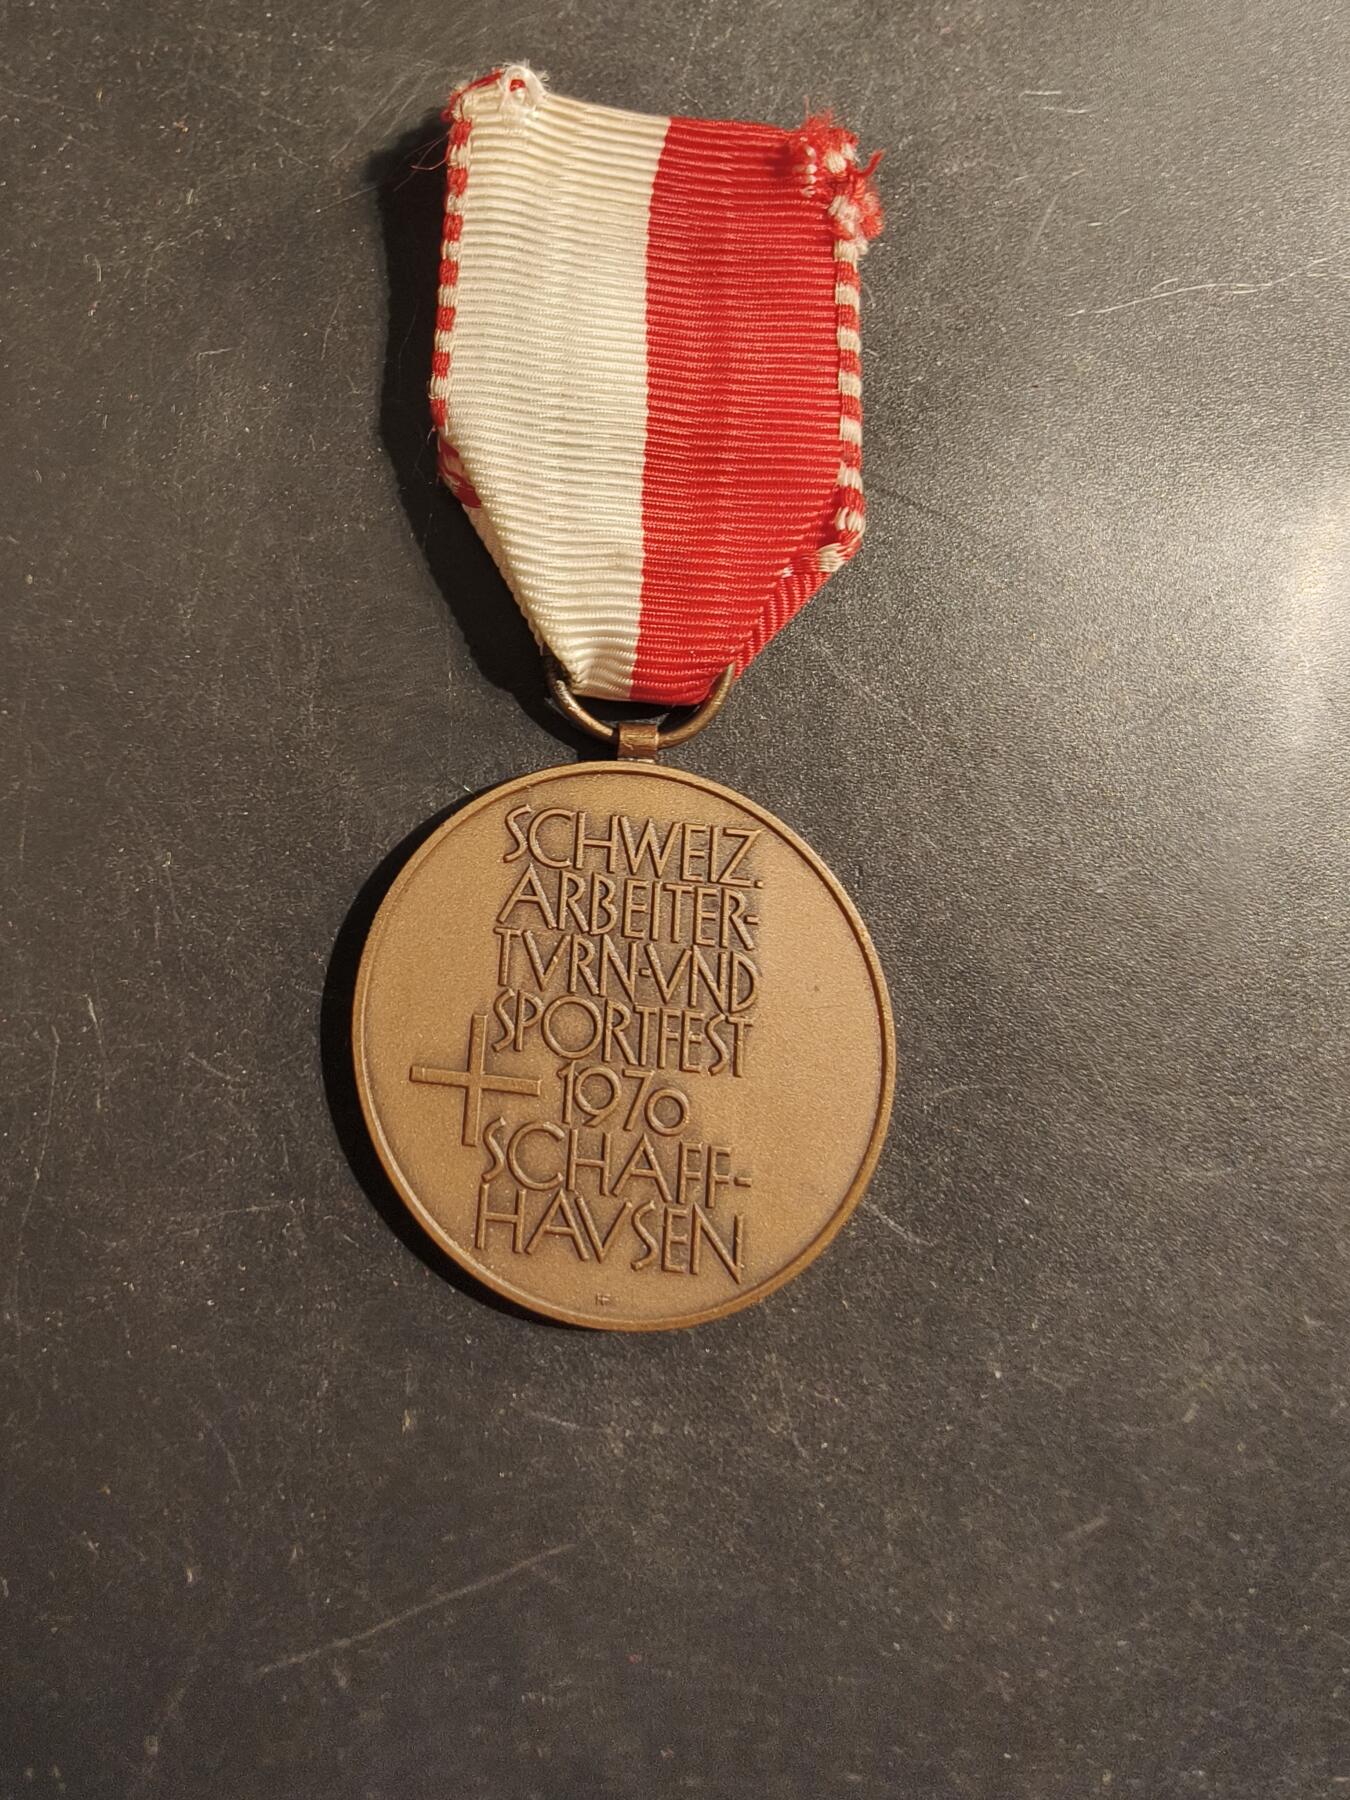 SCHWEIZ.
ARBEITER-
TVRN-VND
SPORTFEST
1970
SCHAFF-
HAVSEN